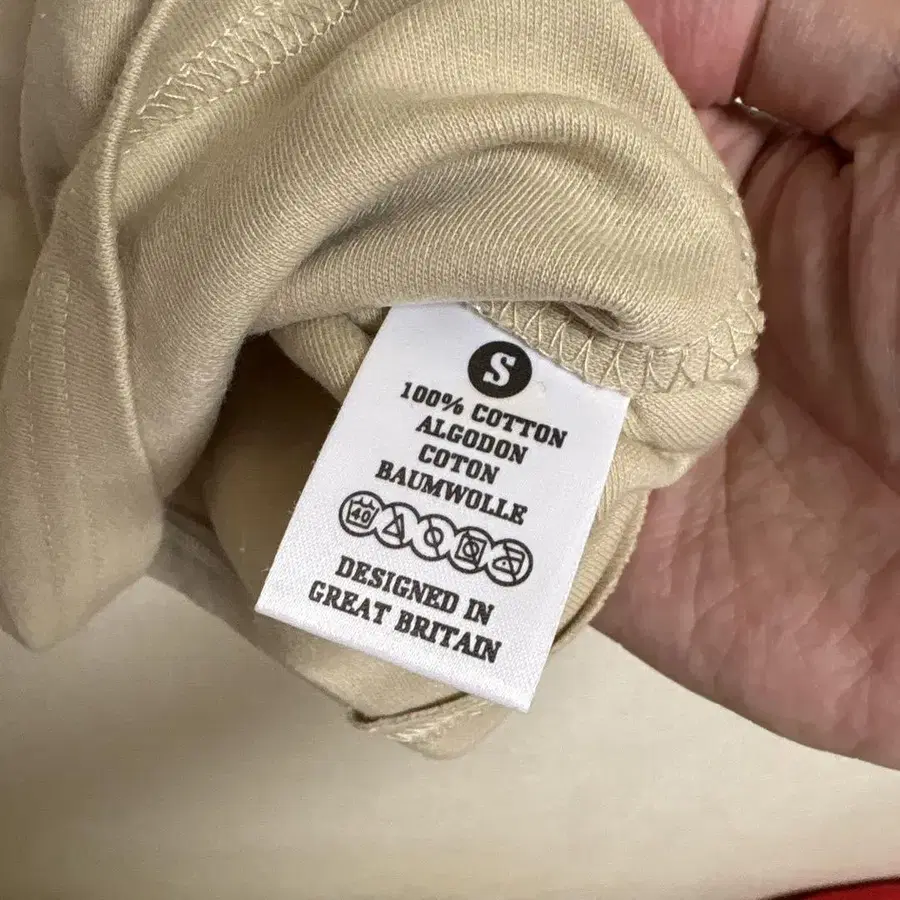 S
100% COTTON
ALGODON
COTON
BAUMWOLLE
40
DESIGNED IN
GREAT BRITAIN